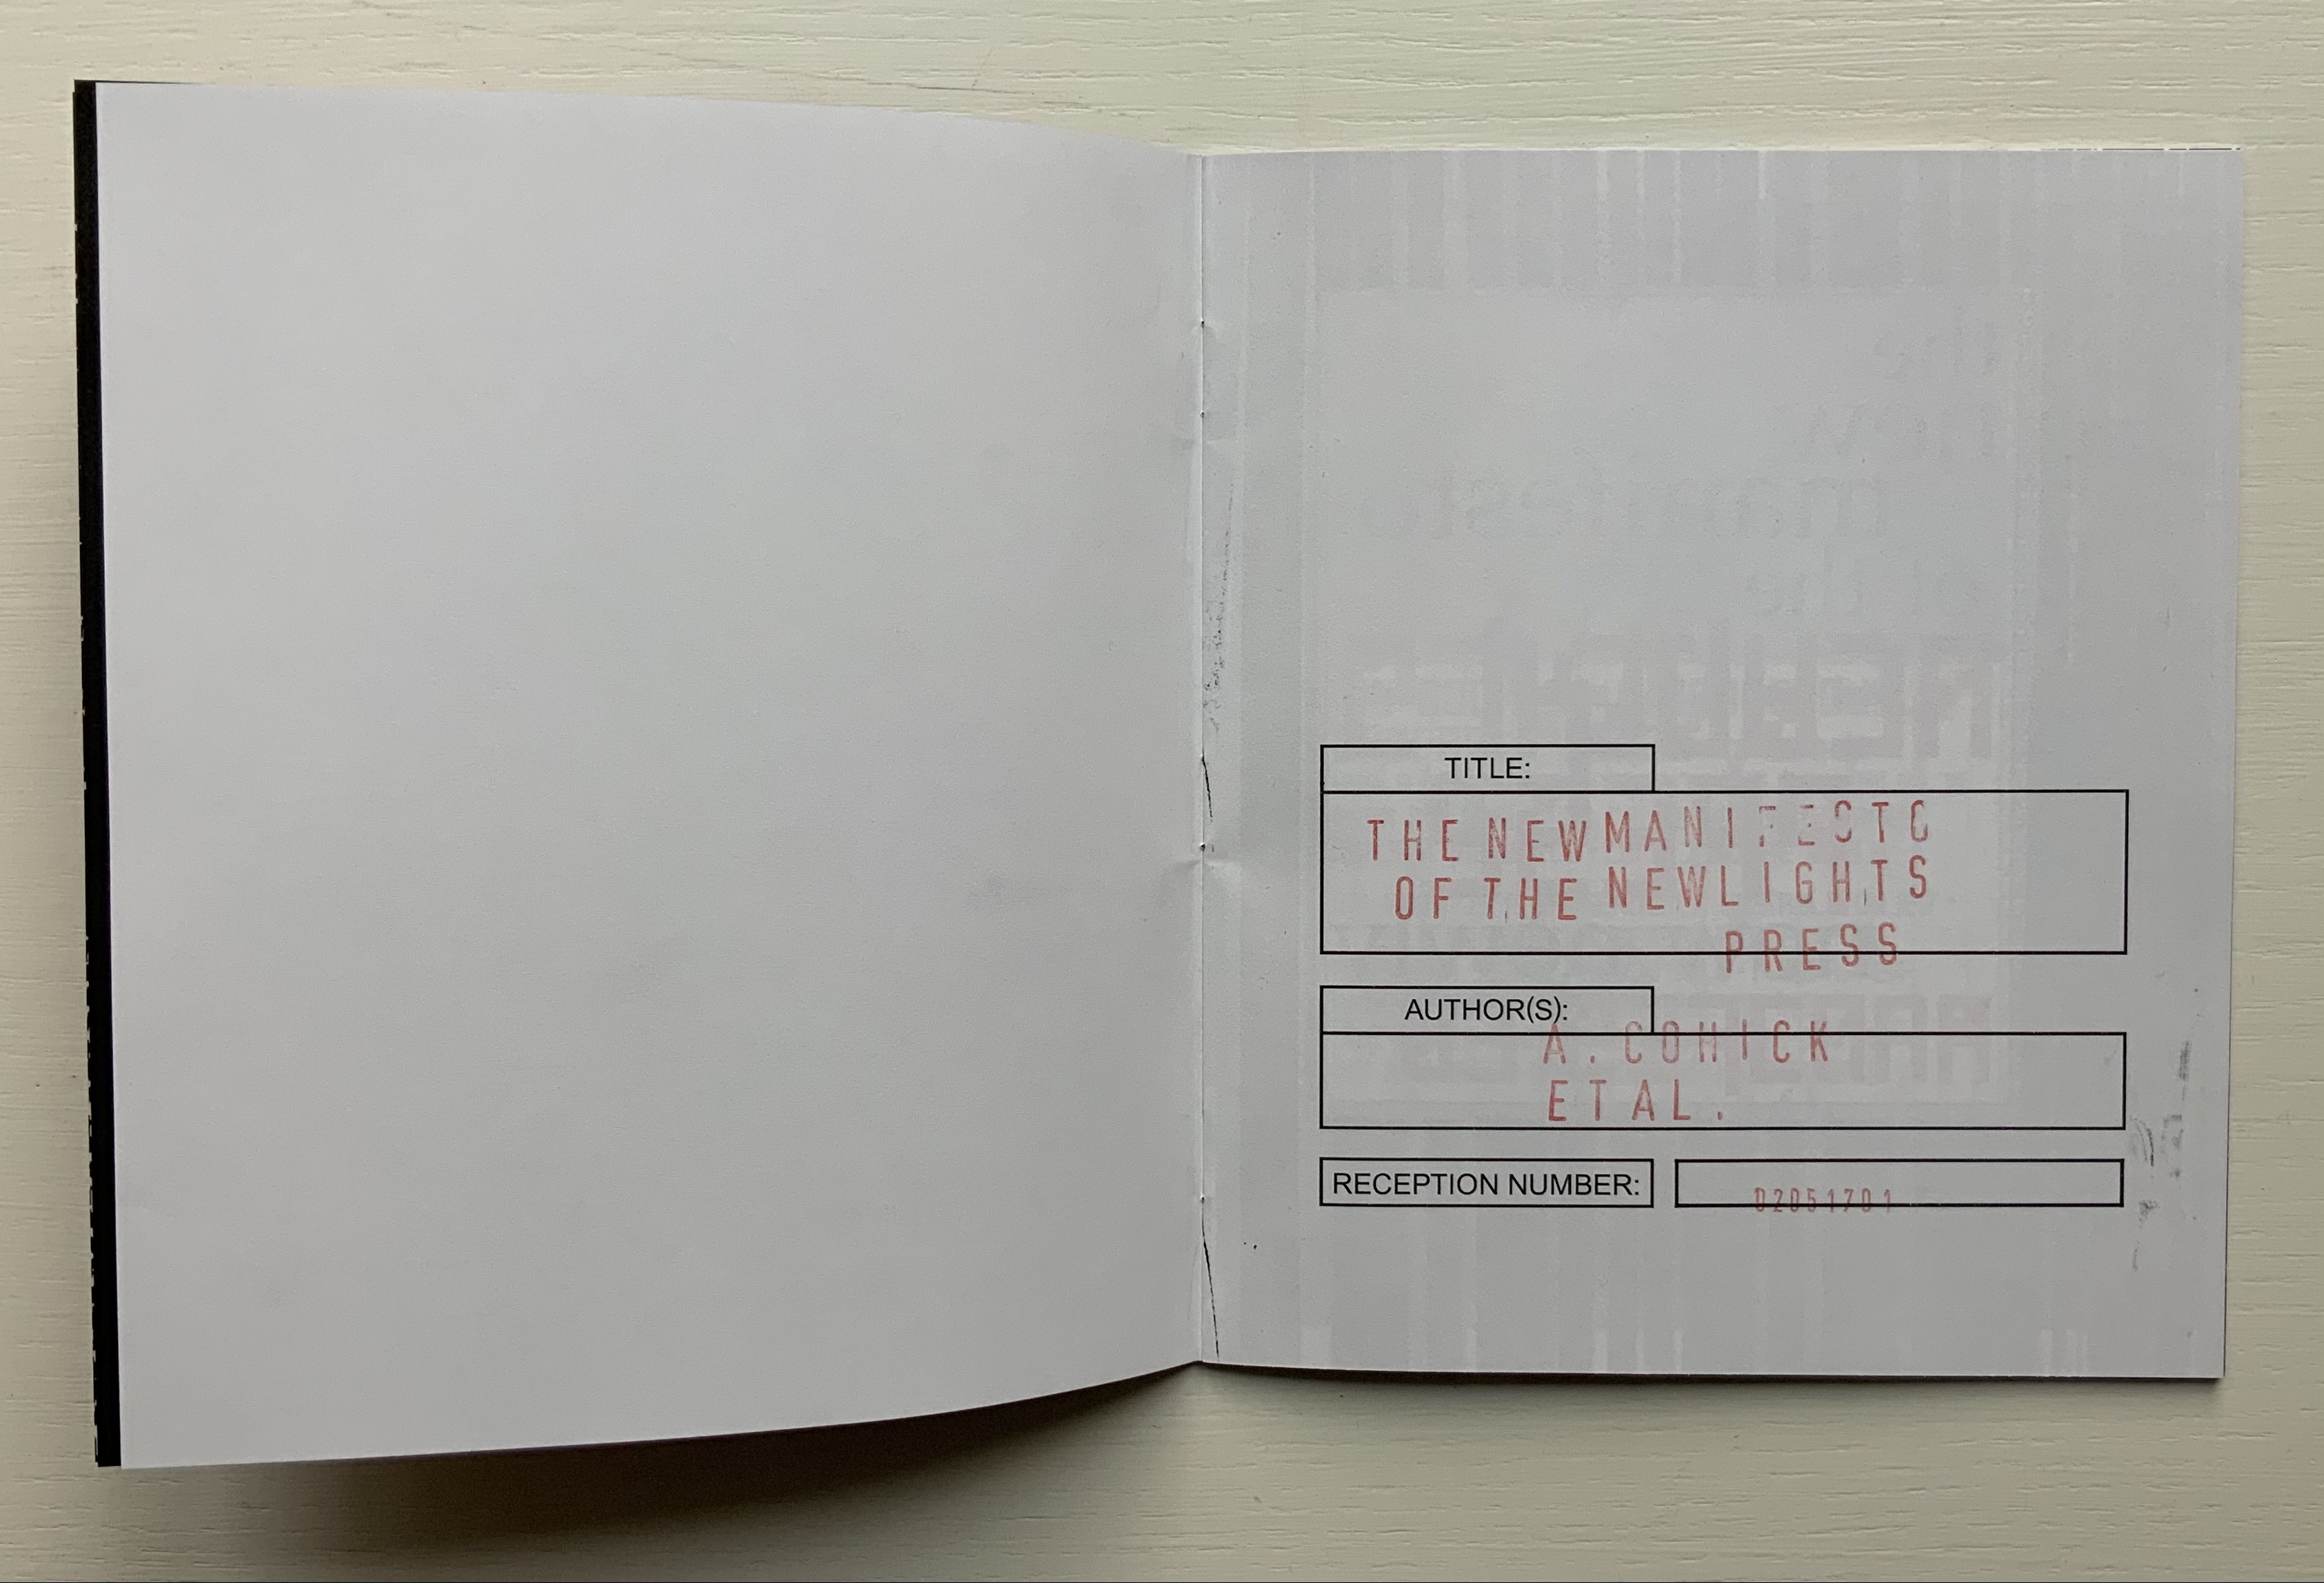 TITLE:
THE NEW MANIFESTO
OF THE NEWLIGHTS
PRESS
AUTHOR(S):
A. COHICK
ET AL.
RECEPTION NUMBER:
02051701